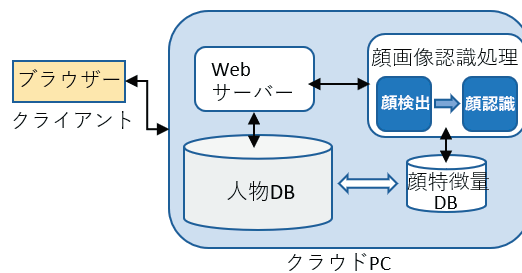 ブラウザー
クライアント
Web
サーバー
顔画像認識処理
顔検出
顔認識
人物DB
顔特徴量
DB
クラウドPC